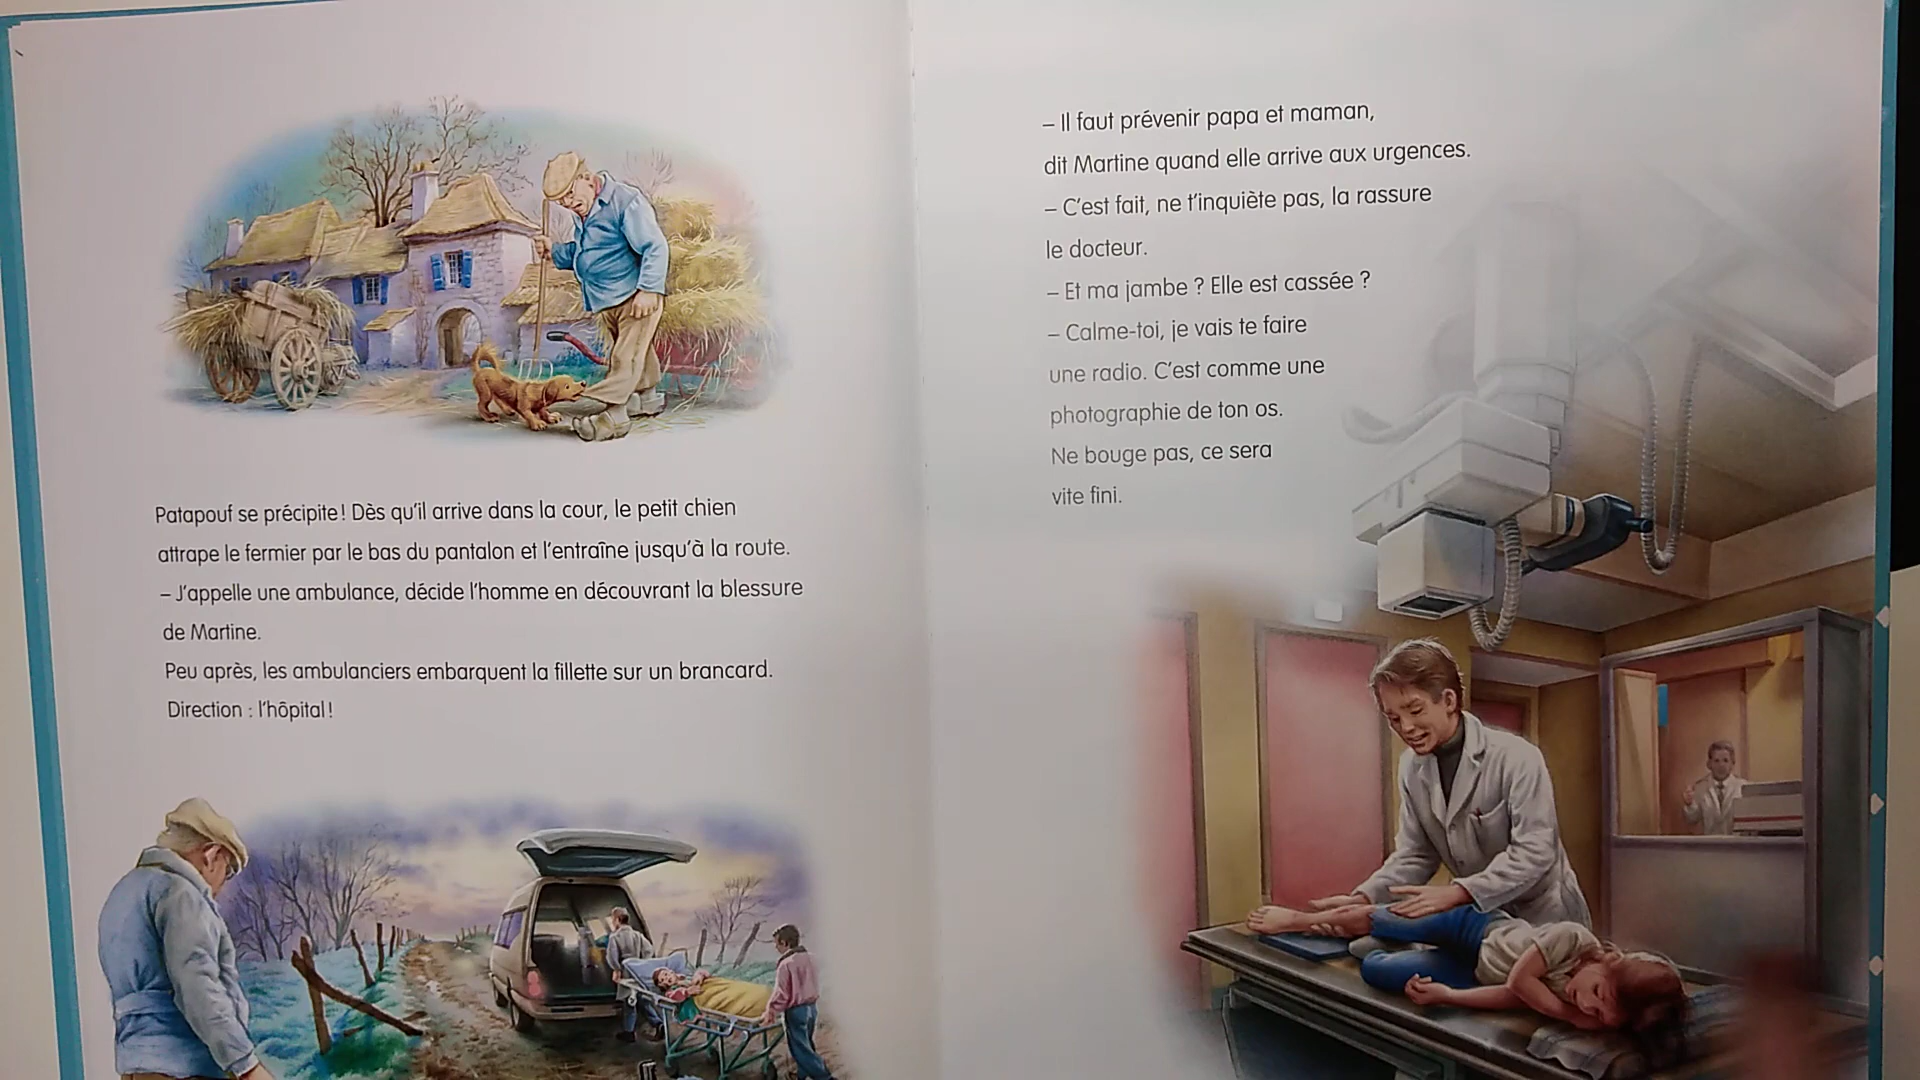 Patapouf se précipite! Dès qu'il arrive dans la cour, le petit chien
attrape le fermier par le bas du pantalon et l'entraîne jusqu'à la route.
– J'appelle une ambulance, décide l'homme en découvrant la blessure
de Martine.
Peu après, les ambulanciers embarquent la fillette sur un brancard.
Direction : l'hôpital!
– Il faut prévenir papa et maman,
dit Martine quand elle arrive aux urgences.
– C'est fait, ne t'inquiète pas, la rassure
le docteur.
– Et ma jambe ? Elle est cassée ?
– Calme-toi, je vais te faire
une radio. C'est comme une
photographie de ton os.
Ne bouge pas, ce sera
vite fini.